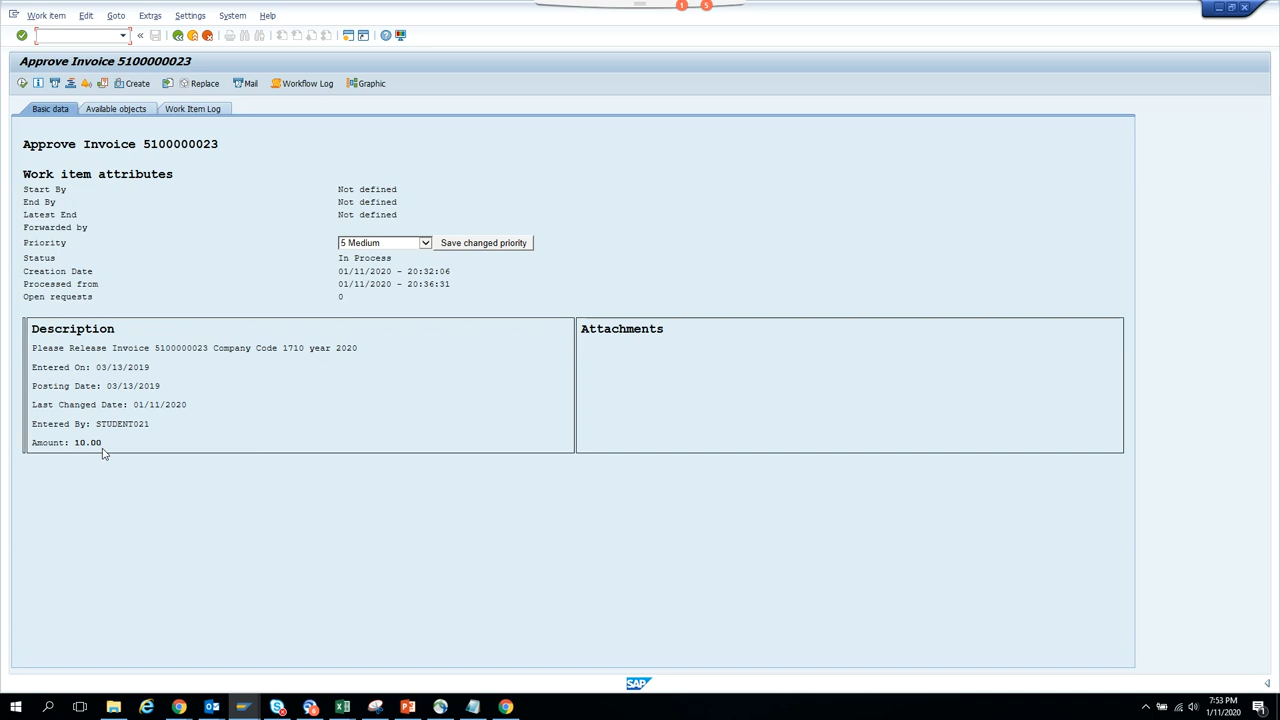 1 5
Work item Edit Goto Extras Settings System Help
Approve Invoice 5100000023
Create Replace Mail Workflow Log Graphic
Basic data Available objects Work Item Log
Approve Invoice 5100000023
Work item attributes
Start By Not defined
End By Not defined
Latest End Not defined
Forwarded by
Priority 5 Medium Save changed priority
Status In Process
Creation Date 01/11/2020 - 20:32:06
Processed from 01/11/2020 - 20:36:31
Open requests 0
Description Attachments
Please Release Invoice 5100000023 Company Code 1710 year 2020
Entered On: 03/13/2019
Posting Date: 03/13/2019
Last Changed Date: 01/11/2020
Entered By: STUDENT021
Amount: 10.00
SAP
7:53 PM
1/11/2020